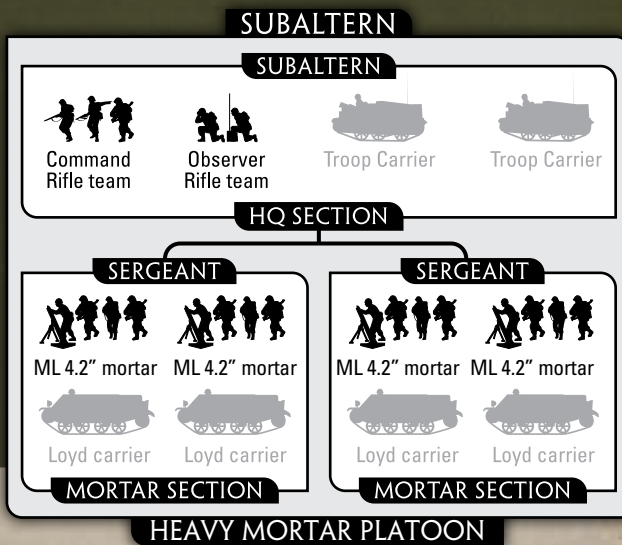 SUBALTERN
SUBALTERN
Command
Rifle team
Observer
Rifle team
Troop Carrier
Troop Carrier
HQ SECTION
SERGEANT
SERGEANT
ML 4.2” mortar
ML 4.2” mortar
ML 4.2” mortar
ML 4.2” mortar
Loyd carrier
Loyd carrier
Loyd carrier
Loyd carrier
MORTAR SECTION
MORTAR SECTION
HEAVY MORTAR PLATOON